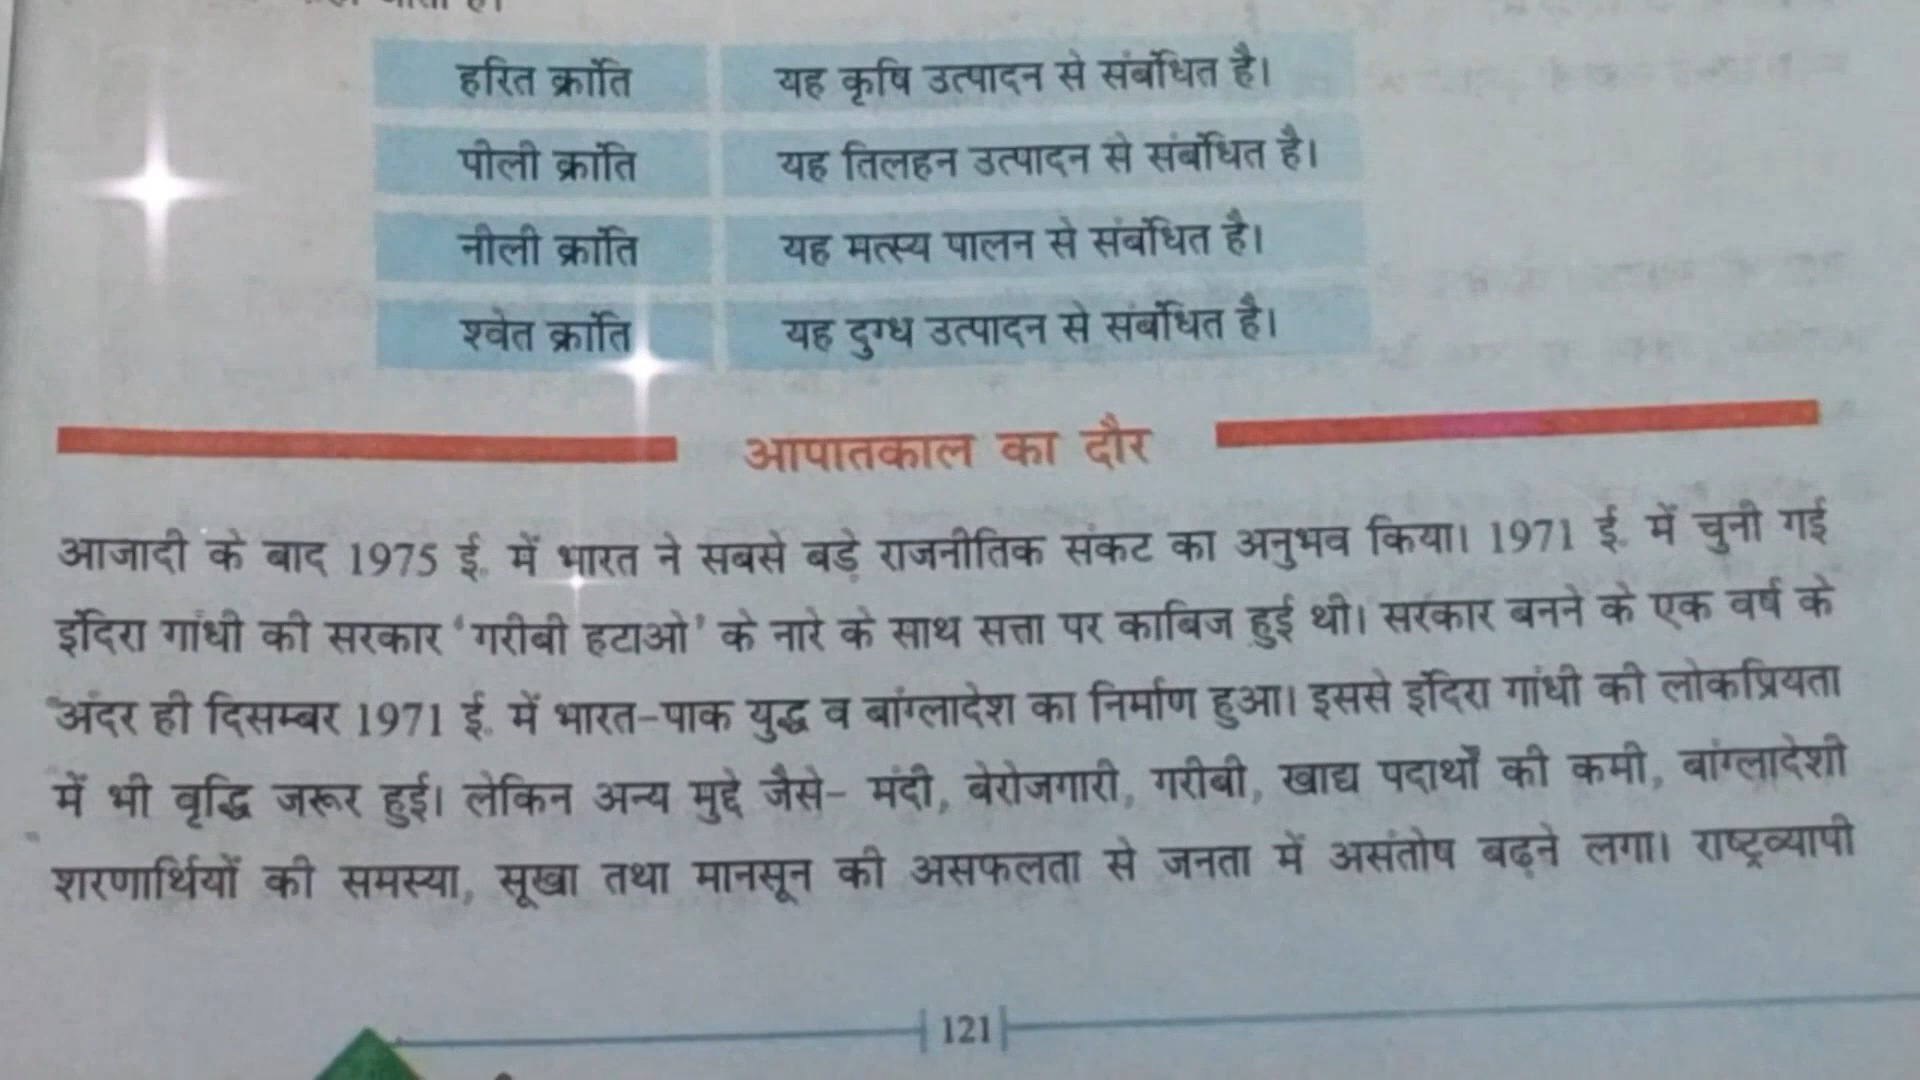 हरित क्रांति यह कृषि उत्पादन से संबंधित है।
पीली क्रांति यह तिलहन उत्पादन से संबंधित है।
नीली क्रांति यह मत्स्य पालन से संबंधित है।
श्वेत क्रांति यह दुग्ध उत्पादन से संबंधित है।
आपातकाल का दौर
आजादी के बाद 1975 ई. में भारत ने सबसे बड़े राजनीतिक संकट का अनुभव किया। 1971 ई. में चुनी गई
इंदिरा गांधी की सरकार 'गरीबी हटाओ' के नारे के साथ सत्ता पर काबिज हुई थी। सरकार बनने के एक वर्ष के
अंदर ही दिसम्बर 1971 ई. में भारत-पाक युद्ध व बांग्लादेश का निर्माण हुआ। इससे इंदिरा गांधी की लोकप्रियता
में भी वृद्धि जरूर हुई। लेकिन अन्य मुद्दे जैसे- मंदी, बेरोजगारी, गरीबी, खाद्य पदार्थों की कमी, बांग्लादेशी
शरणार्थियों की समस्या, सूखा तथा मानसून की असफलता से जनता में असंतोष बढ़ने लगा। राष्ट्रव्यापी
121